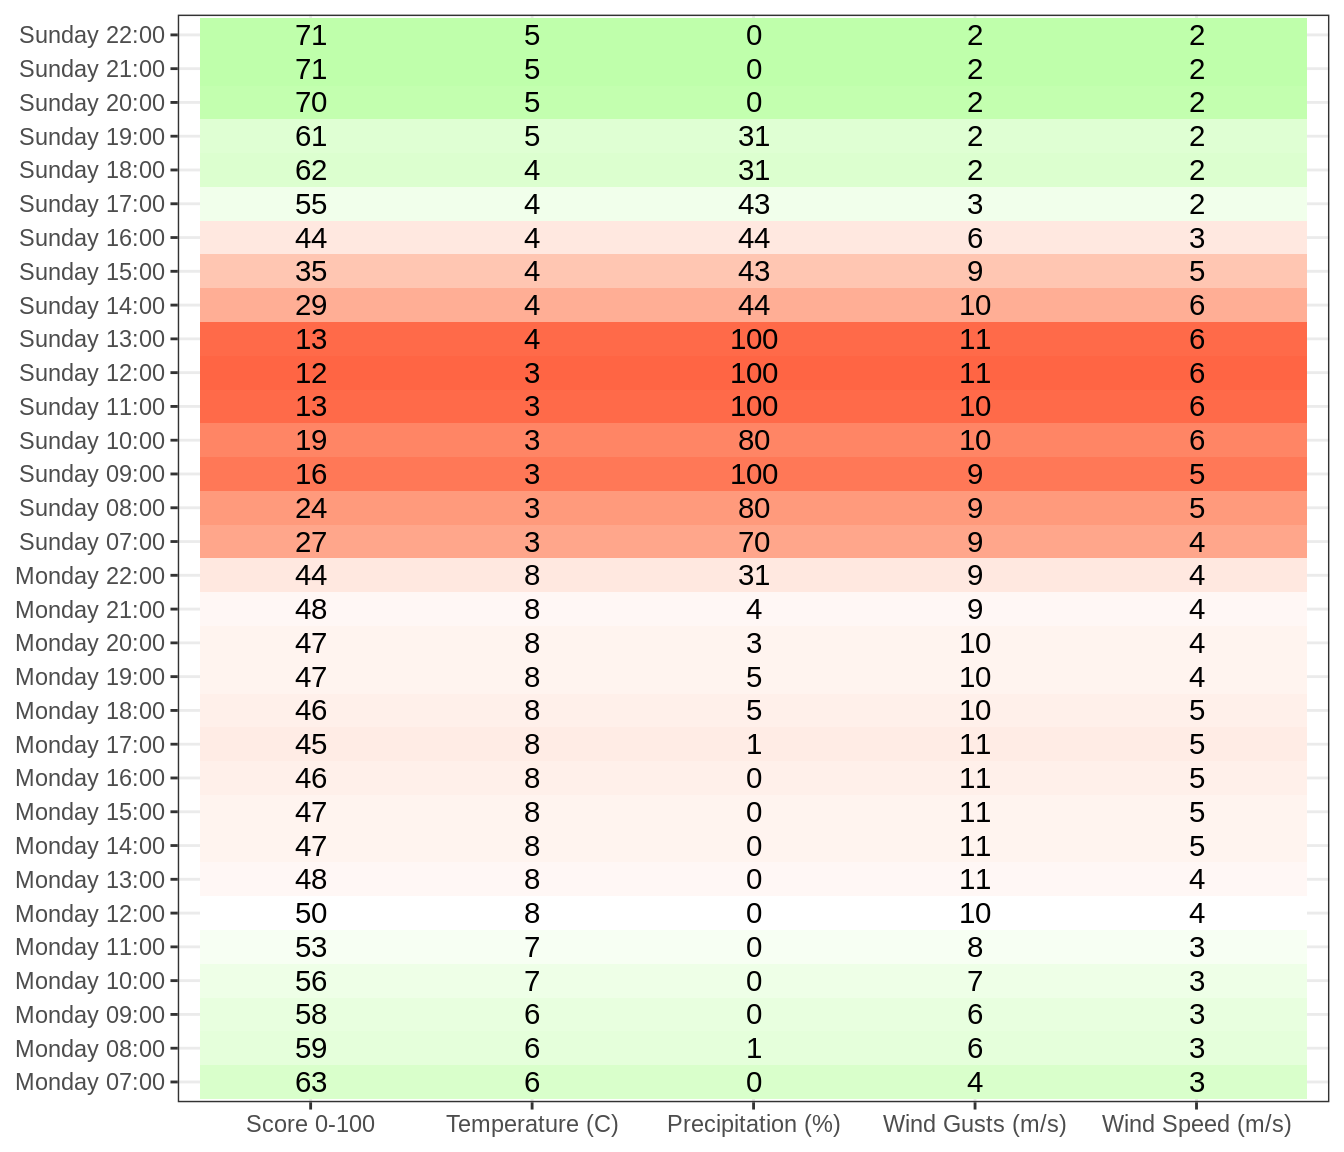 Sunday 22:00 71 5 0 2 2
Sunday 21:00 71 5 0 2 2
Sunday 20:00 70 5 0 2 2
Sunday 19:00 61 5 31 2 2
Sunday 18:00 62 4 31 2 2
Sunday 17:00 55 4 43 3 2
Sunday 16:00 44 4 44 6 3
Sunday 15:00 35 4 43 9 5
Sunday 14:00 29 4 44 10 6
Sunday 13:00 13 4 100 11 6
Sunday 12:00 12 3 100 11 6
Sunday 11:00 13 3 100 10 6
Sunday 10:00 19 3 80 10 6
Sunday 09:00 16 3 100 9 5
Sunday 08:00 24 3 80 9 5
Sunday 07:00 27 3 70 9 4
Monday 22:00 44 8 31 9 4
Monday 21:00 48 8 4 9 4
Monday 20:00 47 8 3 10 4
Monday 19:00 47 8 5 10 4
Monday 18:00 46 8 5 10 5
Monday 17:00 45 8 1 11 5
Monday 16:00 46 8 0 11 5
Monday 15:00 47 8 0 11 5
Monday 14:00 47 8 0 11 5
Monday 13:00 48 8 0 11 4
Monday 12:00 50 8 0 10 4
Monday 11:00 53 7 0 8 3
Monday 10:00 56 7 0 7 3
Monday 09:00 58 6 0 6 3
Monday 08:00 59 6 1 6 3
Monday 07:00 63 6 0 4 3
Score 0-100 Temperature (C) Precipitation (%) Wind Gusts (m/s) Wind Speed (m/s)